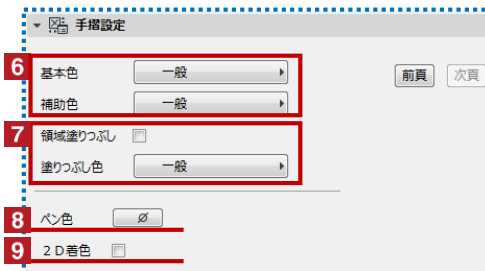 手摺設定
6 基本色 一般 前頁 次頁
補助色 一般
7 領域塗りつぶし
塗りつぶし色 一般
8 ペン色 Ø
9 2D着色